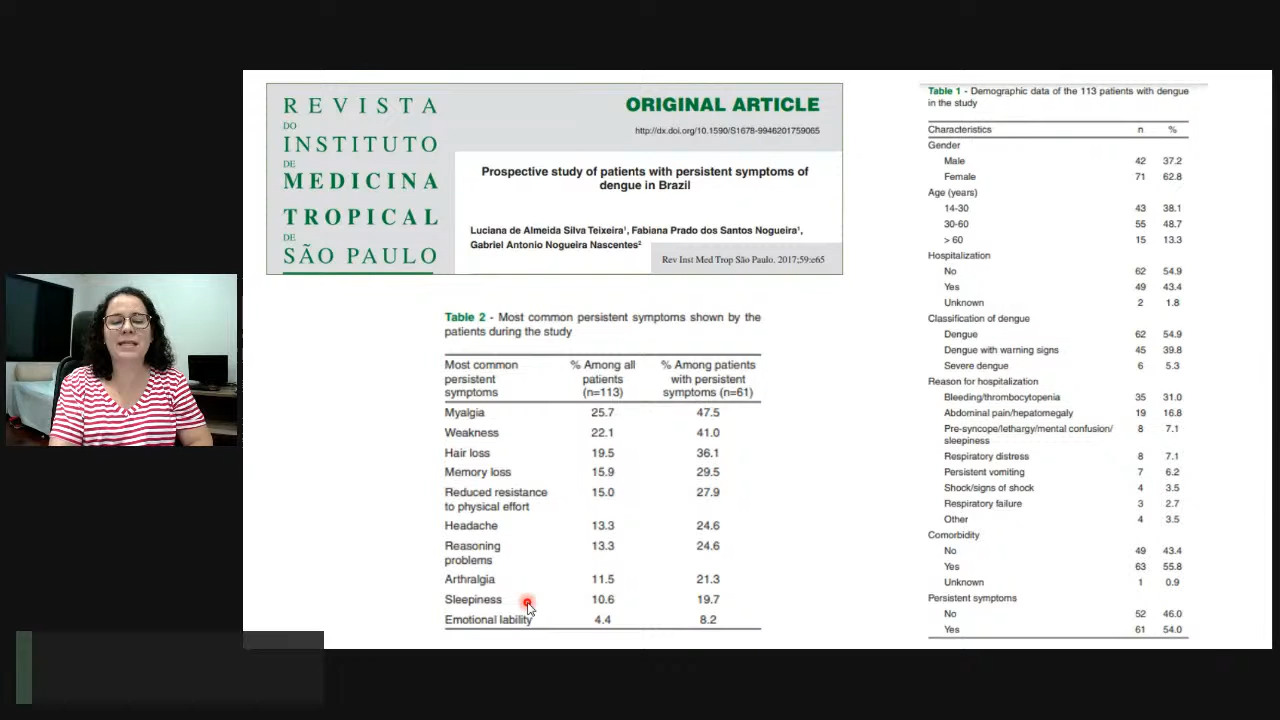 REVISTA
DO
INSTITUTO
DE
MEDICINA
TROPICAL
DE
SÃO PAULO
ORIGINAL ARTICLE
http://dx.doi.org/10.1590/S1678-9946201759065
Prospective study of patients with persistent symptoms of
dengue in Brazil
Luciana de Almeida Silva Teixeira¹, Fabiana Prado dos Santos Nogueira¹,
Gabriel Antonio Nogueira Nascentes²
Rev Inst Med Trop São Paulo. 2017;59:e65
Table 2 - Most common persistent symptoms shown by the
patients during the study
Most common persistent symptoms % Among all patients (n=113) % Among patients with persistent symptoms (n=61)
Myalgia 25.7 47.5
Weakness 22.1 41.0
Hair loss 19.5 36.1
Memory loss 15.9 29.5
Reduced resistance to physical effort 15.0 27.9
Headache 13.3 24.6
Reasoning problems 13.3 24.6
Arthralgia 11.5 21.3
Sleepiness 10.6 19.7
Emotional lability 4.4 8.2
Table 1 - Demographic data of the 113 patients with dengue
in the study
Characteristics n %
Gender
Male 42 37.2
Female 71 62.8
Age (years)
14-30 43 38.1
30-60 55 48.7
> 60 15 13.3
Hospitalization
No 62 54.9
Yes 49 43.4
Unknown 2 1.8
Classification of dengue
Dengue 62 54.9
Dengue with warning signs 45 39.8
Severe dengue 6 5.3
Reason for hospitalization
Bleeding/thrombocytopenia 35 31.0
Abdominal pain/hepatomegaly 19 16.8
Pre-syncope/lethargy/mental confusion/ 8 7.1
sleepiness
Respiratory distress 8 7.1
Persistent vomiting 7 6.2
Shock/signs of shock 4 3.5
Respiratory failure 3 2.7
Other 4 3.5
Comorbidity
No 49 43.4
Yes 63 55.8
Unknown 1 0.9
Persistent symptoms
No 52 46.0
Yes 61 54.0